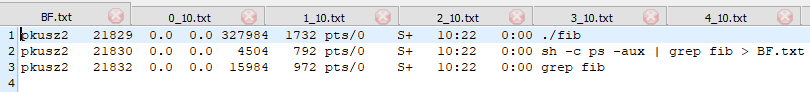 BF.txt 0_10.txt 1_10.txt 2_10.txt 3_10.txt 4_10.txt
1 pkusz2 21829 0.0 0.0 327984 1732 pts/0 S+ 10:22 0:00 ./fib
2 pkusz2 21830 0.0 0.0 4504 792 pts/0 S+ 10:22 0:00 sh -c ps -aux | grep fib > BF.txt
3 pkusz2 21832 0.0 0.0 15984 972 pts/0 S+ 10:22 0:00 grep fib
4